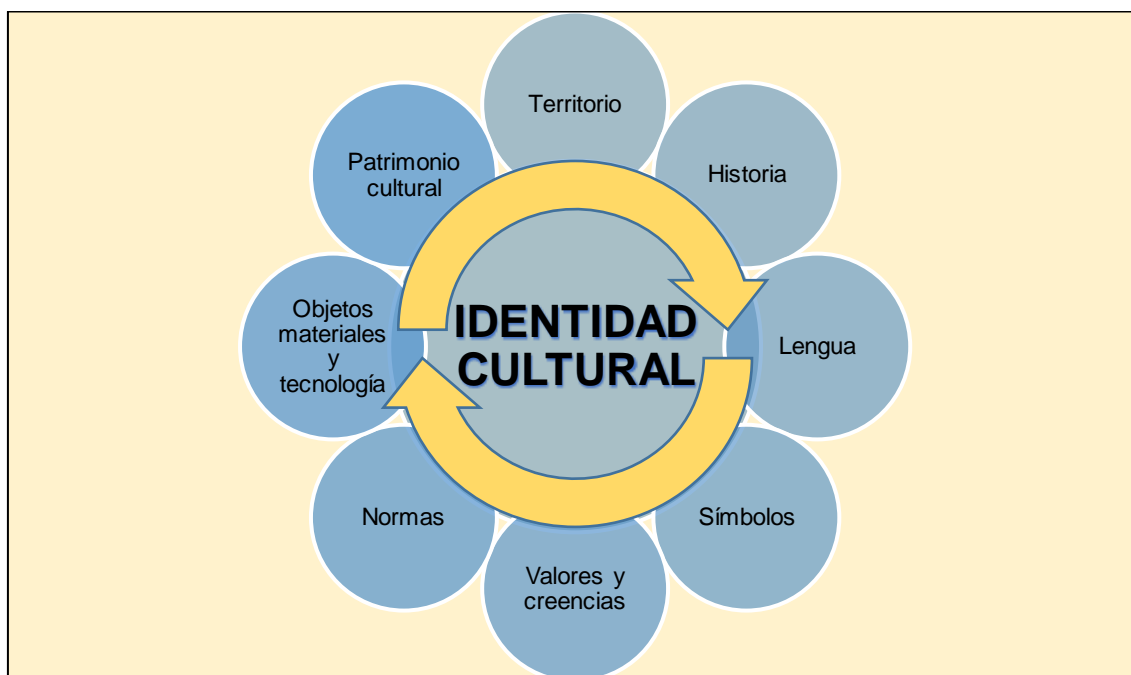 Territorio
Historia
Lengua
Símbolos
Valores y
creencias
Normas
Objetos
materiales
y
tecnología
Patrimonio
cultural
IDENTIDAD
CULTURAL